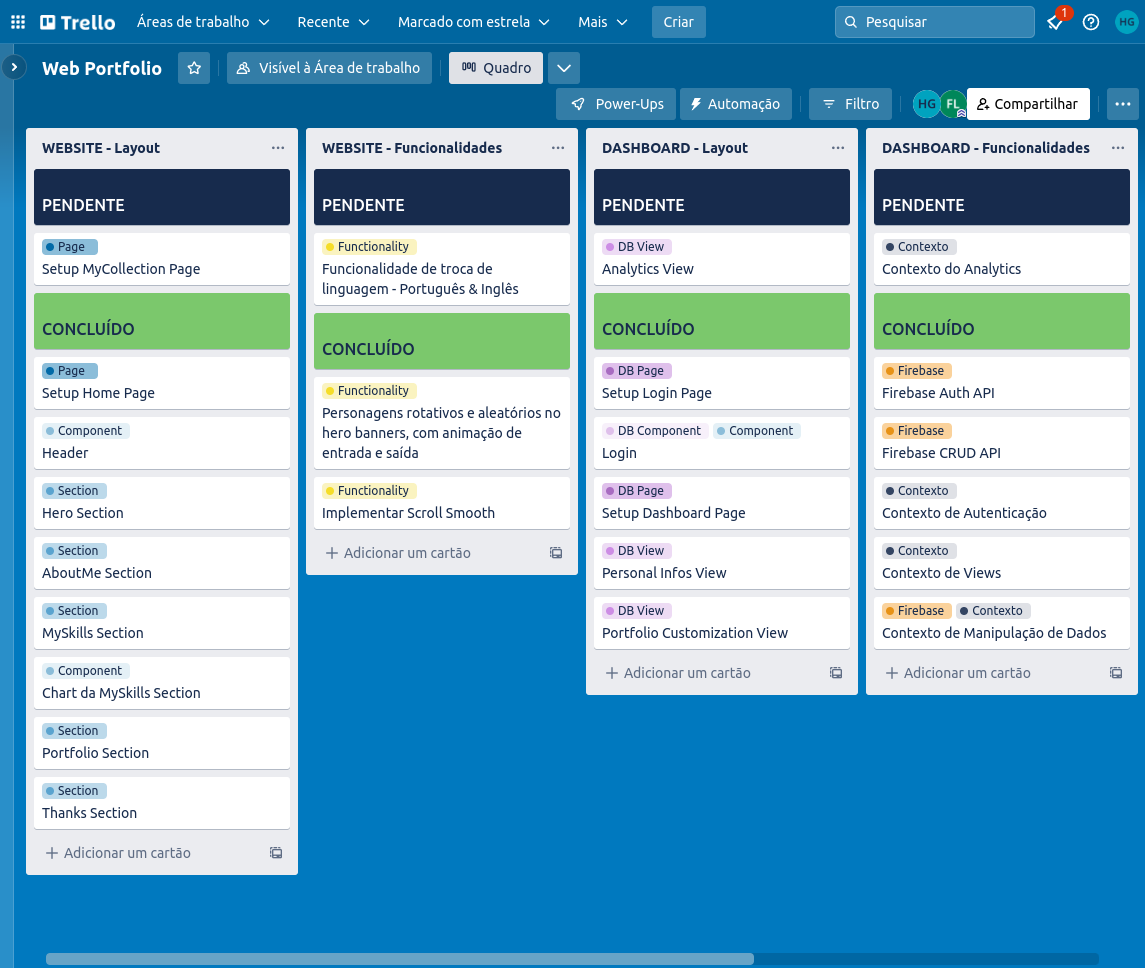 Trello
Áreas de trabalho
Recente
Marcado com estrela
Mais
Criar
Pesquisar
1
HG
Web Portfolio
Visível à Área de trabalho
Quadro
Power-Ups
Automação
Filtro
HG
FL
Compartilhar
WEBSITE - Layout
PENDENTE
Page
Setup MyCollection Page
CONCLUÍDO
Page
Setup Home Page
Component
Header
Section
Hero Section
Section
AboutMe Section
Section
MySkills Section
Component
Chart da MySkills Section
Section
Portfolio Section
Section
Thanks Section
+ Adicionar um cartão
WEBSITE - Funcionalidades
PENDENTE
Functionality
Funcionalidade de troca de
linguagem - Português & Inglês
CONCLUÍDO
Functionality
Personagens rotativos e aleatórios no
hero banners, com animação de
entrada e saída
Functionality
Implementar Scroll Smooth
+ Adicionar um cartão
DASHBOARD - Layout
PENDENTE
DB View
Analytics View
CONCLUÍDO
DB Page
Setup Login Page
DB Component Component
Login
DB Page
Setup Dashboard Page
DB View
Personal Infos View
DB View
Portfolio Customization View
+ Adicionar um cartão
DASHBOARD - Funcionalidades
PENDENTE
Contexto
Contexto do Analytics
CONCLUÍDO
Firebase
Firebase Auth API
Firebase
Firebase CRUD API
Contexto
Contexto de Autenticação
Contexto
Contexto de Views
Firebase Contexto
Contexto de Manipulação de Dados
+ Adicionar um cartão